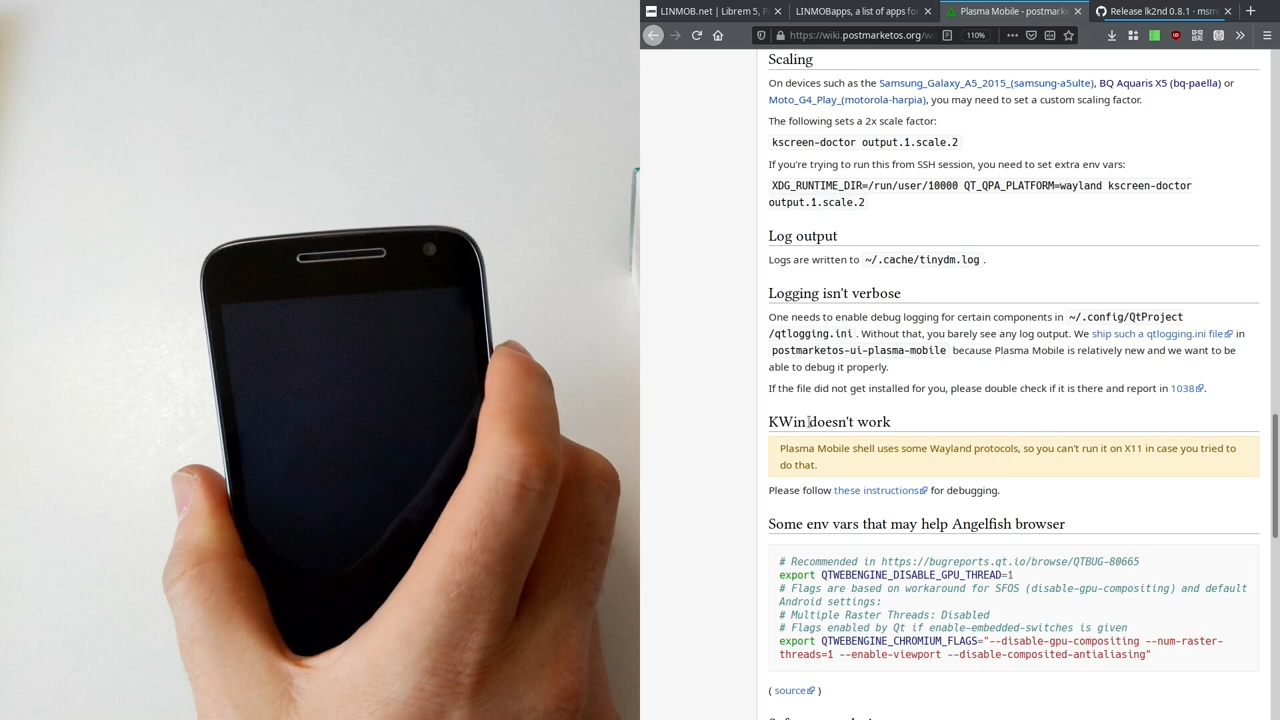 LINMOB.net | Librem 5, P
LINMOBapps, a list of apps for
Plasma Mobile - postmarke
Release lk2nd 0.8.1 · msm
https://wiki.postmarketos.org/w
110%
Scaling
On devices such as the Samsung_Galaxy_A5_2015_(samsung-a5ulte), BQ Aquaris X5 (bq-paella) or
Moto_G4_Play_(motorola-harpia), you may need to set a custom scaling factor.
The following sets a 2x scale factor:
kscreen-doctor output.1.scale.2
If you're trying to run this from SSH session, you need to set extra env vars:
XDG_RUNTIME_DIR=/run/user/10000 QT_QPA_PLATFORM=wayland kscreen-doctor
output.1.scale.2
Log output
Logs are written to ~/.cache/tinydm.log .
Logging isn't verbose
One needs to enable debug logging for certain components in ~/.config/QtProject
/qtlogging.ini . Without that, you barely see any log output. We ship such a qtlogging.ini file in
postmarketos-ui-plasma-mobile because Plasma Mobile is relatively new and we want to be
able to debug it properly.
If the file did not get installed for you, please double check if it is there and report in 1038.
KWin doesn't work
Plasma Mobile shell uses some Wayland protocols, so you can't run it on X11 in case you tried to
do that.
Please follow these instructions for debugging.
Some env vars that may help Angelfish browser
# Recommended in https://bugreports.qt.io/browse/QTBUG-80665
export QTWEBENGINE_DISABLE_GPU_THREAD=1
# Flags are based on workaround for SFOS (disable-gpu-compositing) and default
Android settings:
# Multiple Raster Threads: Disabled
# Flags enabled by Qt if enable-embedded-switches is given
export QTWEBENGINE_CHROMIUM_FLAGS="--disable-gpu-compositing --num-raster-
threads=1 --enable-viewport --disable-composited-antialiasing"
( source )